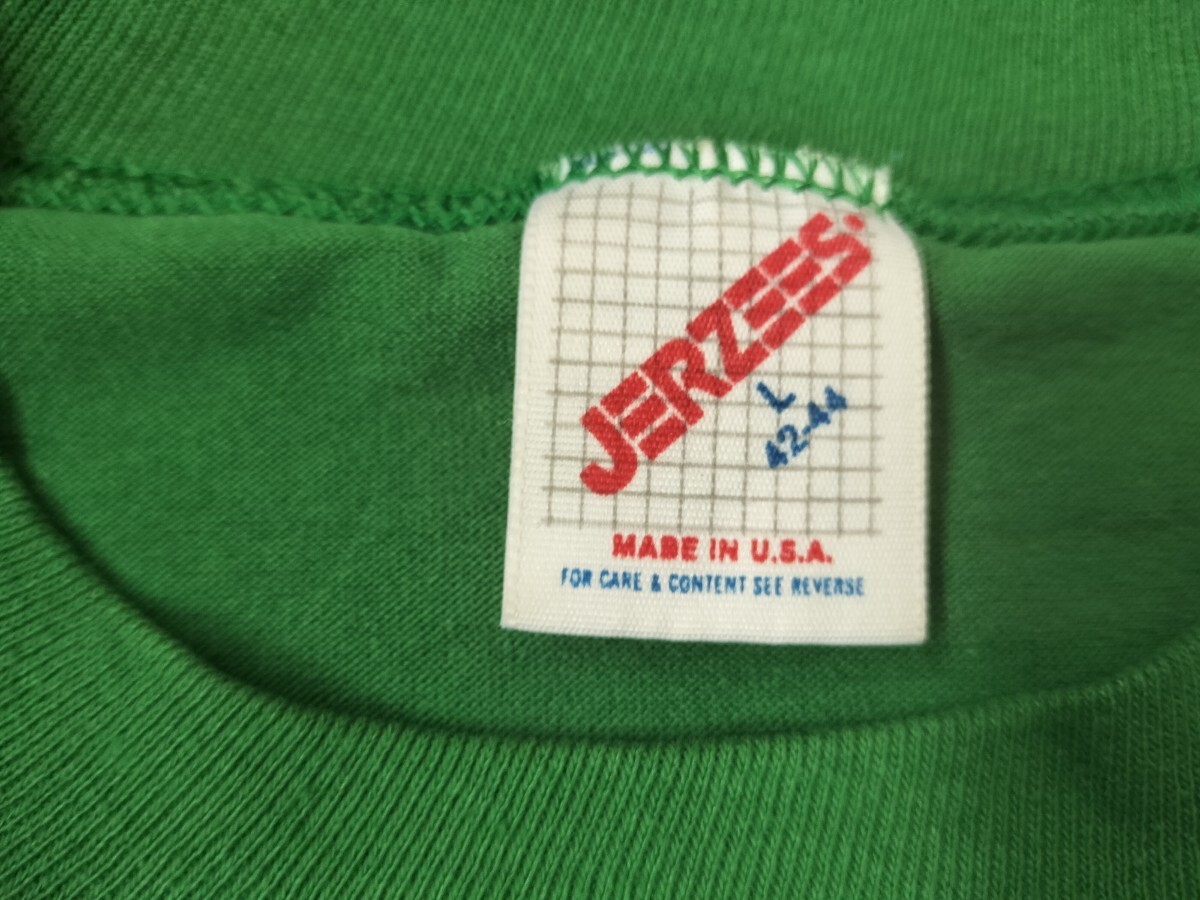 JERZEES
L
42-44
MADE IN U.S.A.
FOR CARE & CONTENT SEE REVERSE